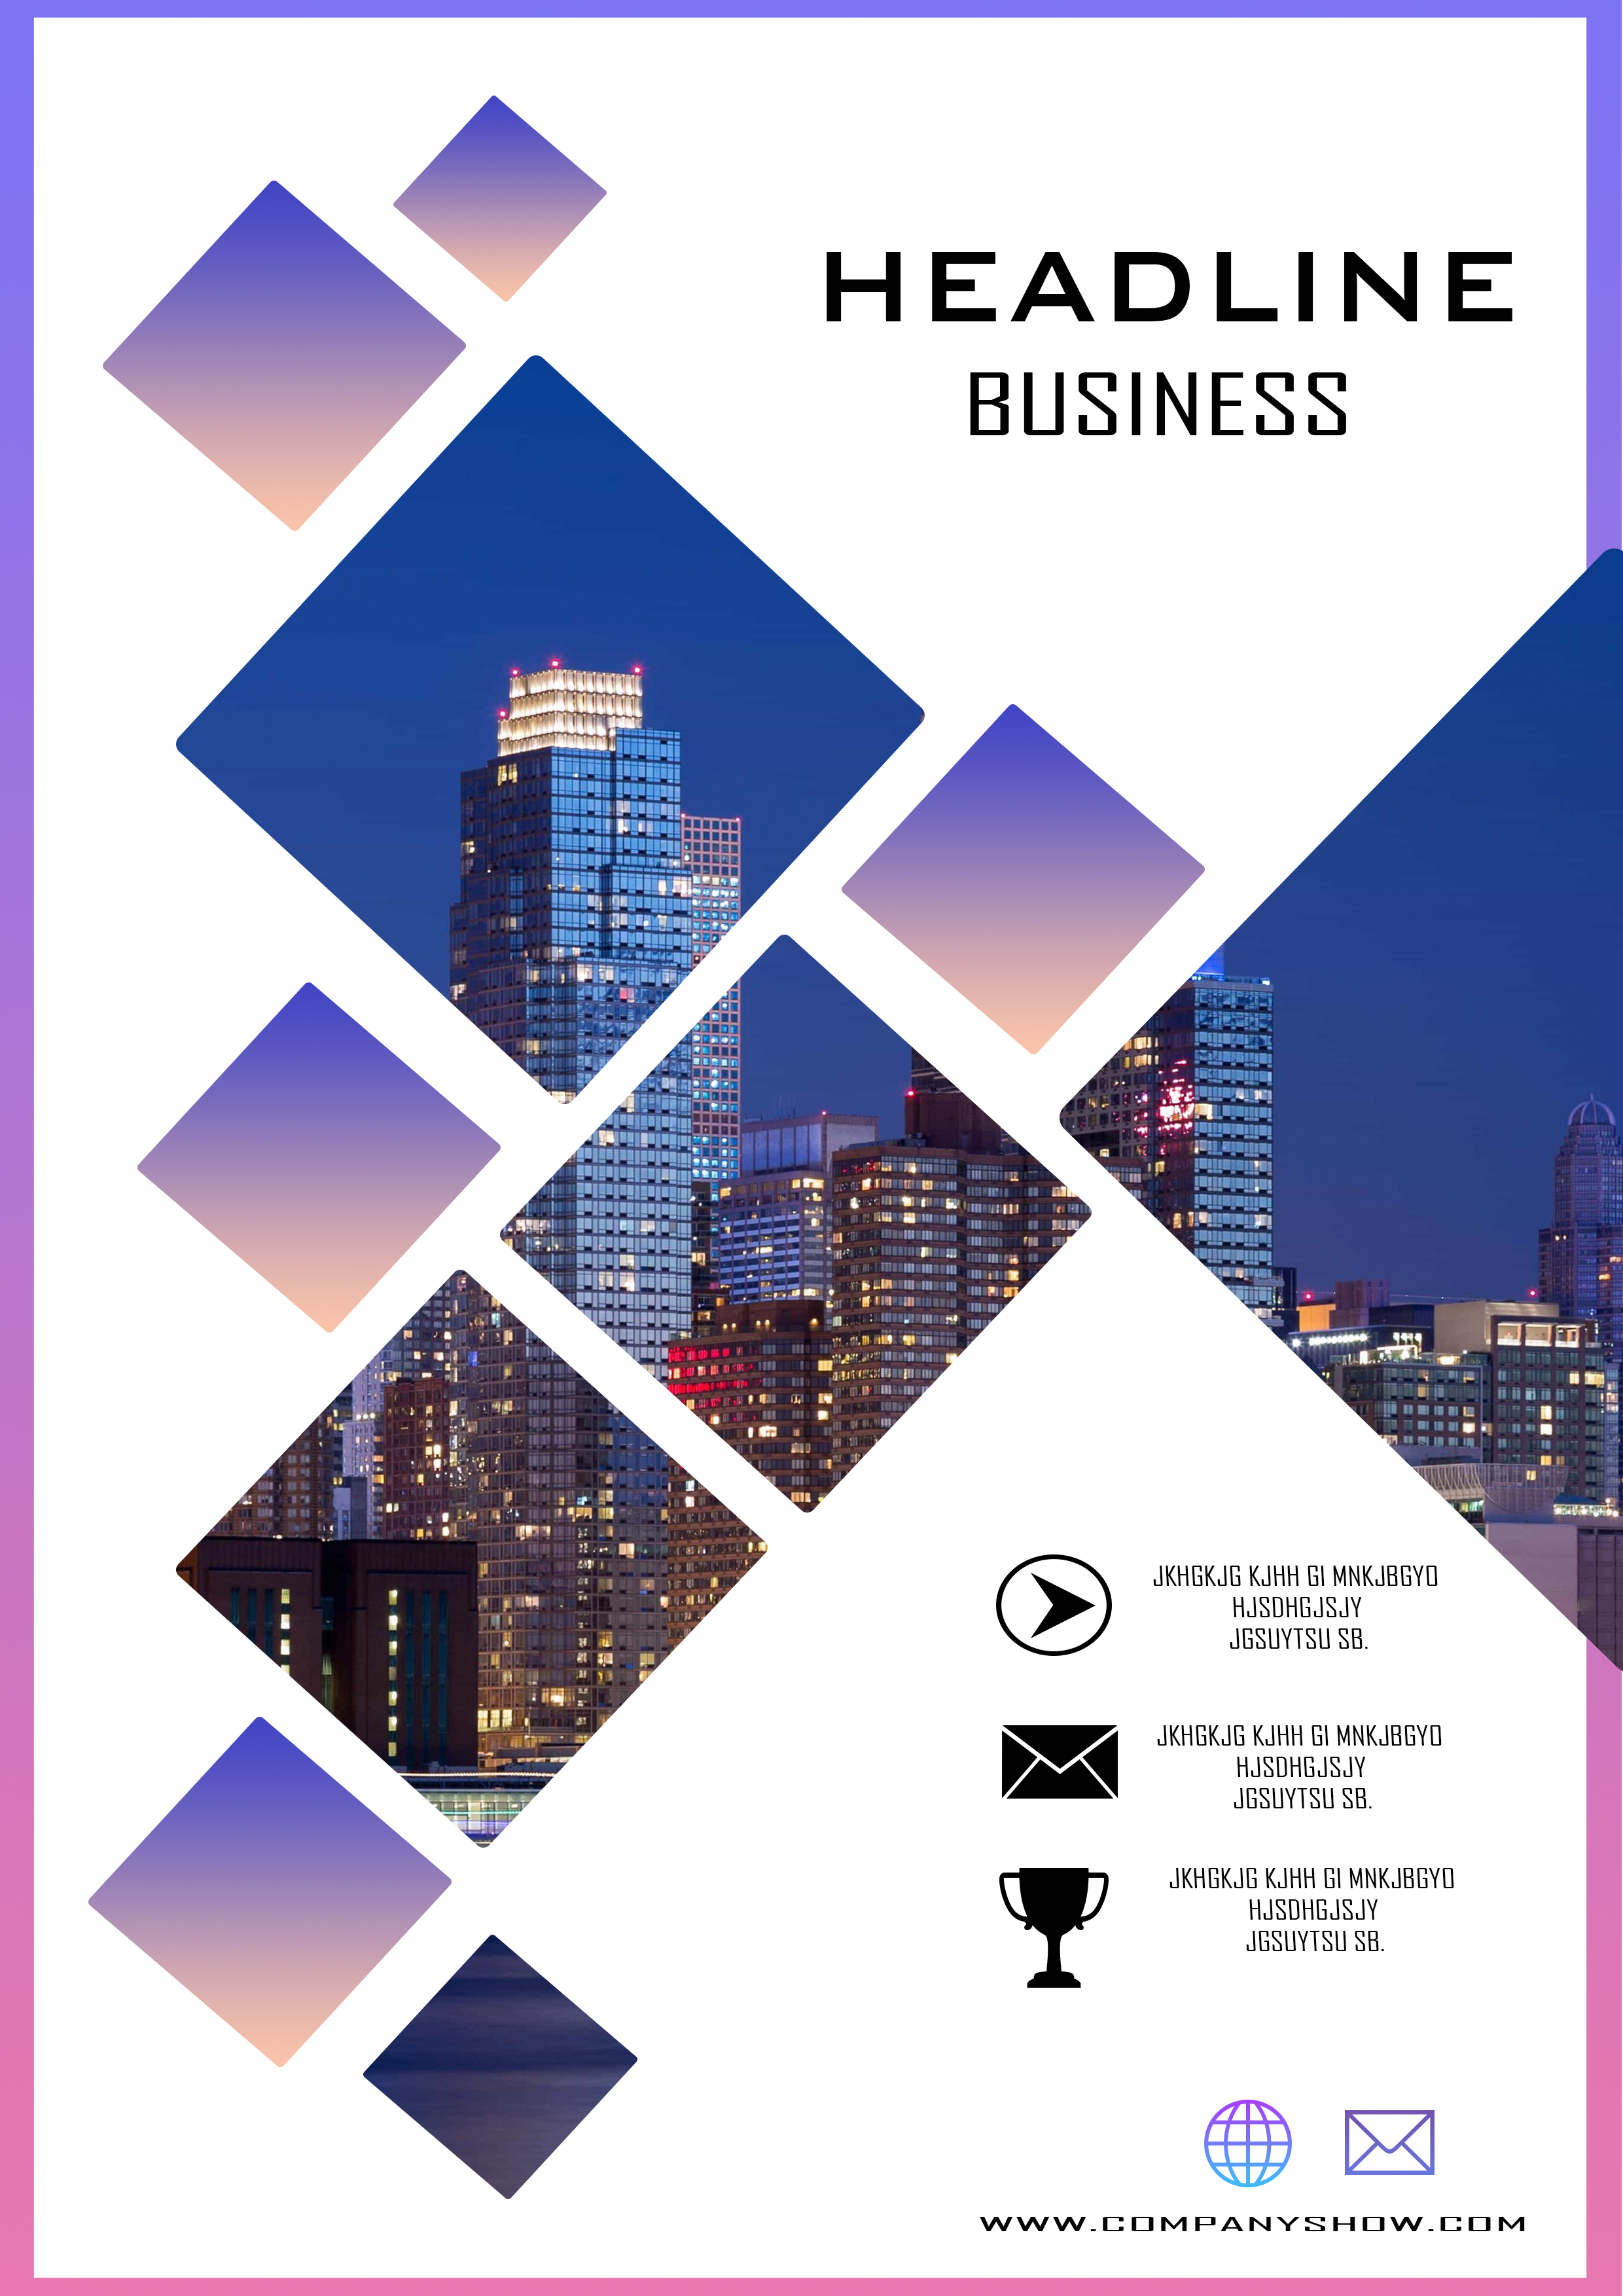 HEADLINE
BUSINESS
JKHGKJG KJHH GI MNKJBGYO
HJSDHGJSJY
JGSUYTSU SB.
JKHGKJG KJHH GI MNKJBGYO
HJSDHGJSJY
JGSUYTSU SB.
JKHGKJG KJHH GI MNKJBGYO
HJSDHGJSJY
JGSUYTSU SB.
WWW.COMPANYSHOW.COM